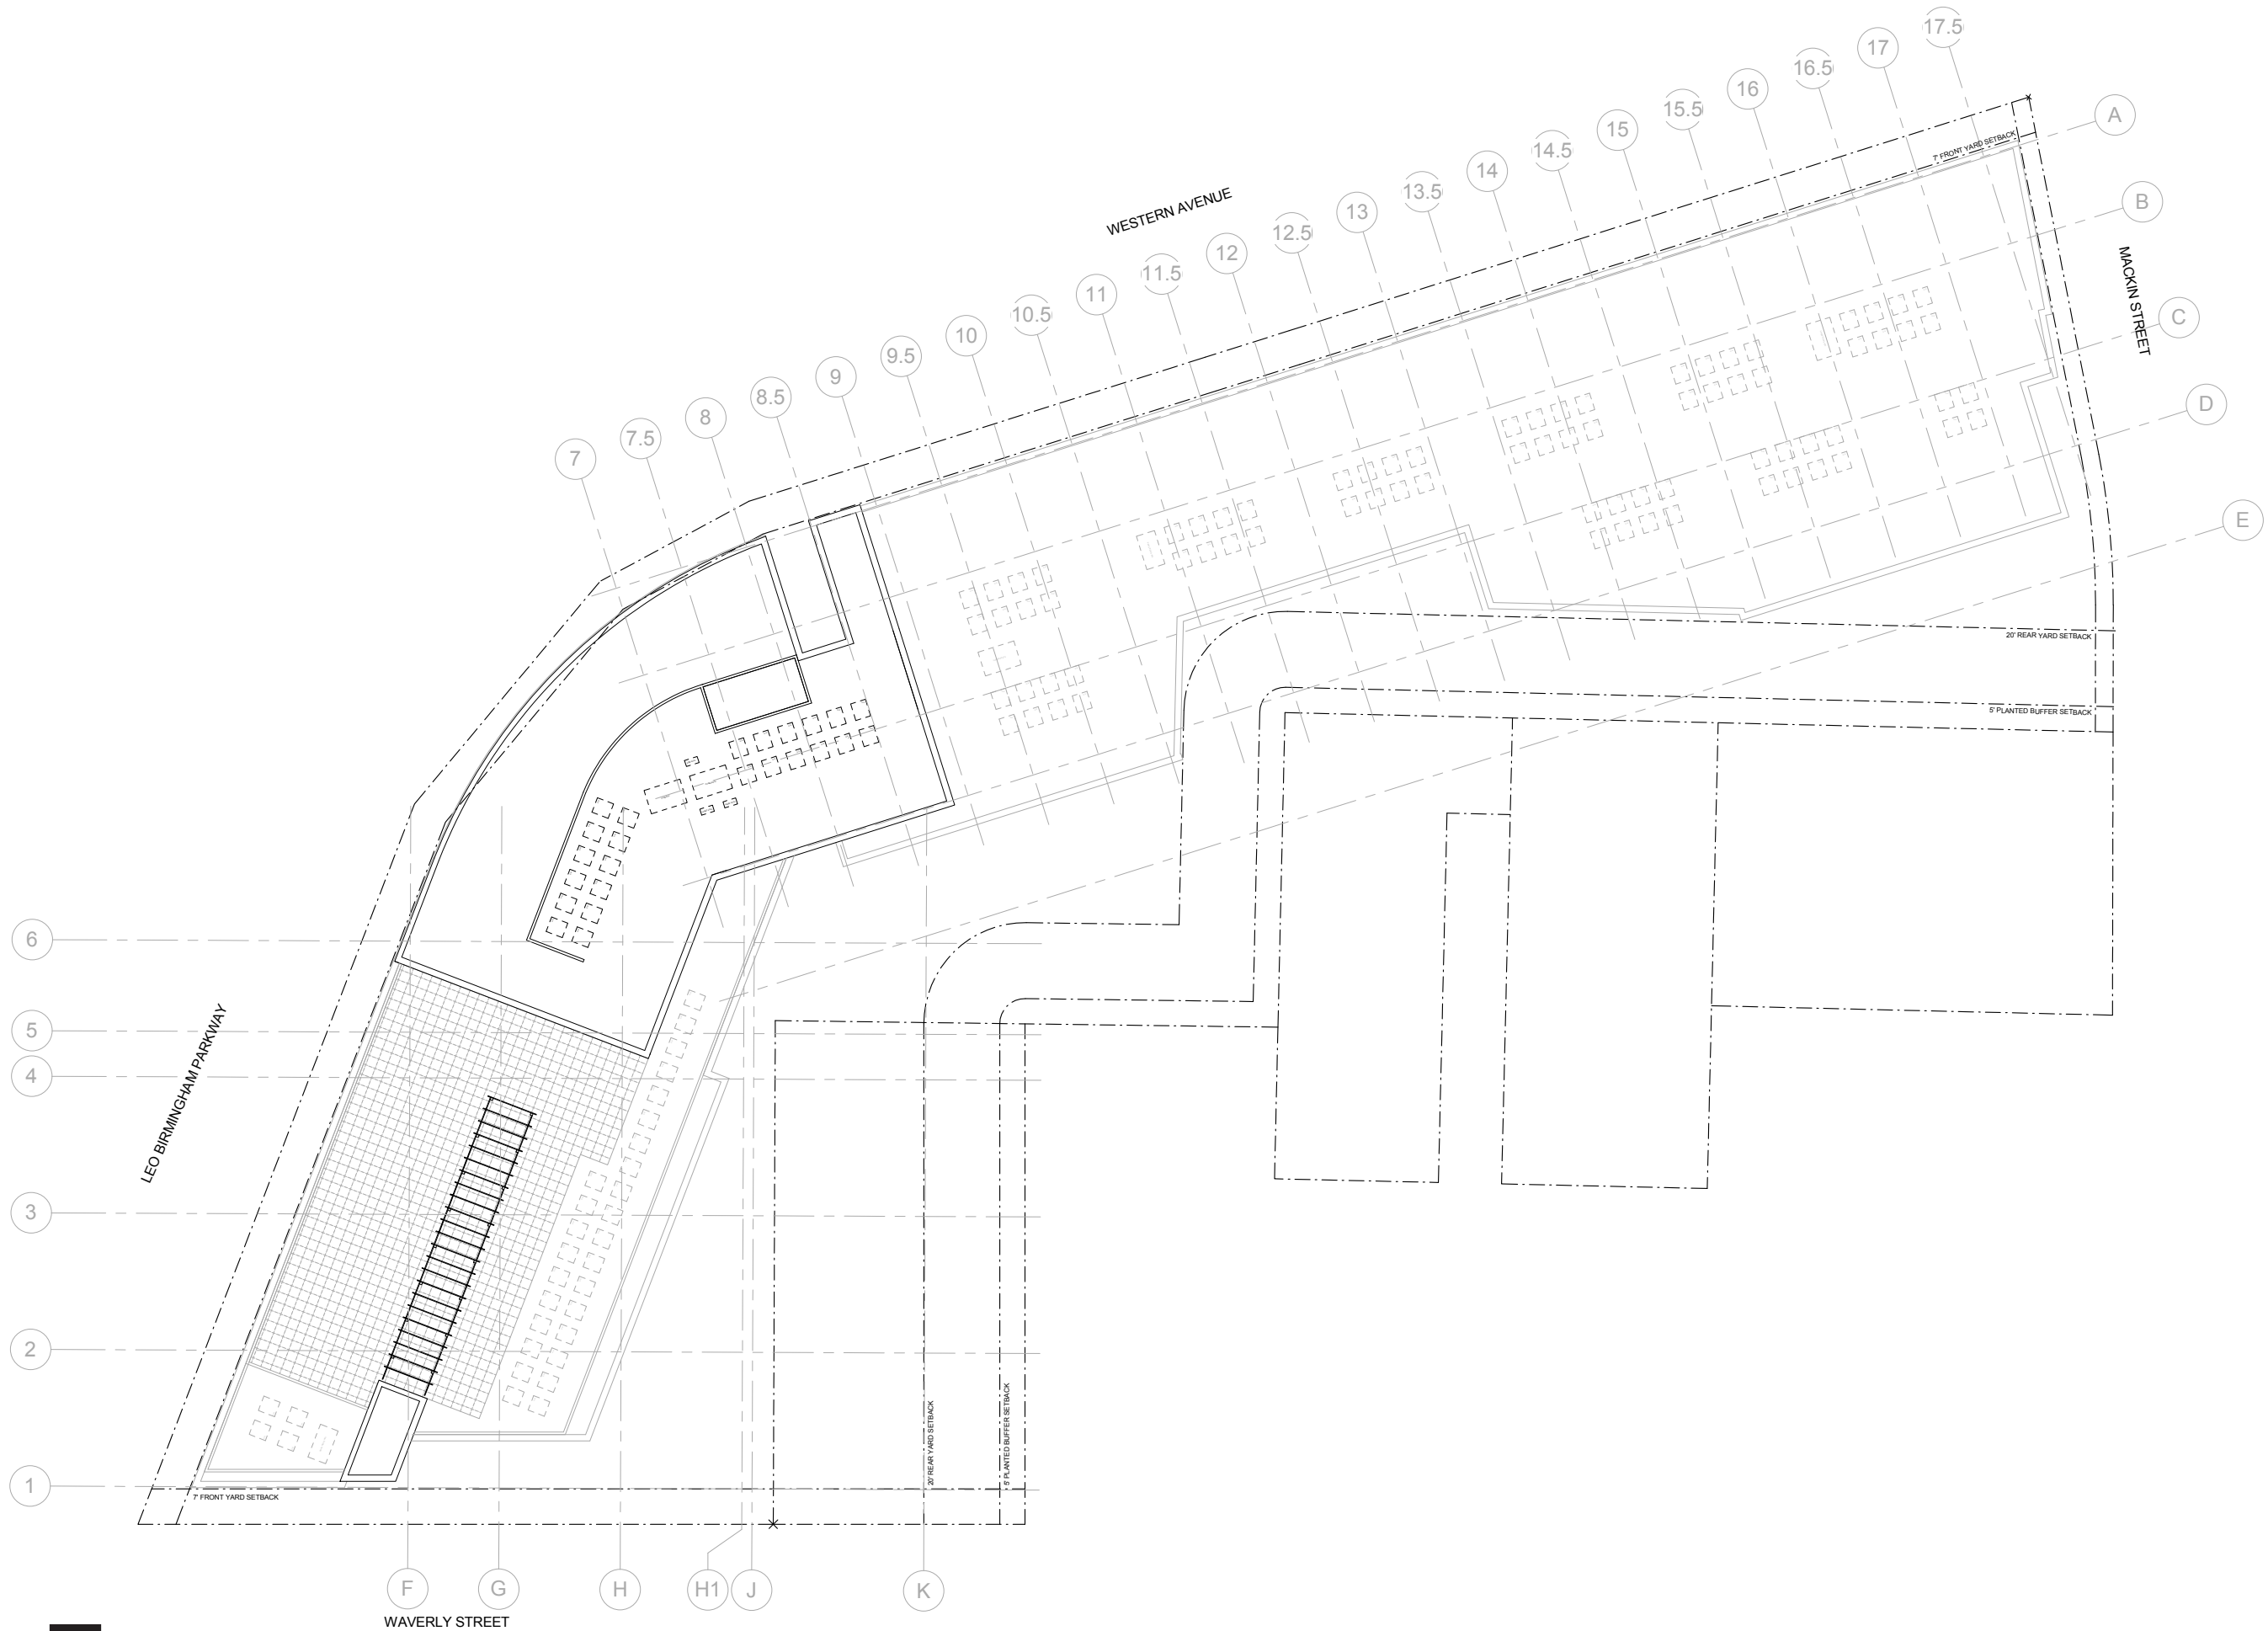 17.5
17
16.5
16
15.5
15
14.5
14
13.5
13
12.5
12
11.5
11
10.5
10
9.5
9
8.5
8
7.5
7
A
B
C
D
E
7' FRONT YARD SETBACK
WESTERN AVENUE
MACKIN STREET
20' REAR YARD SETBACK
5' PLANTED BUFFER SETBACK
6
5
4
3
2
1
LEO BIRMINGHAM PARKWAY
7' FRONT YARD SETBACK
20' REAR YARD SETBACK
5' PLANTED BUFFER SETBACK
F
G
H
H1
J
K
WAVERLY STREET